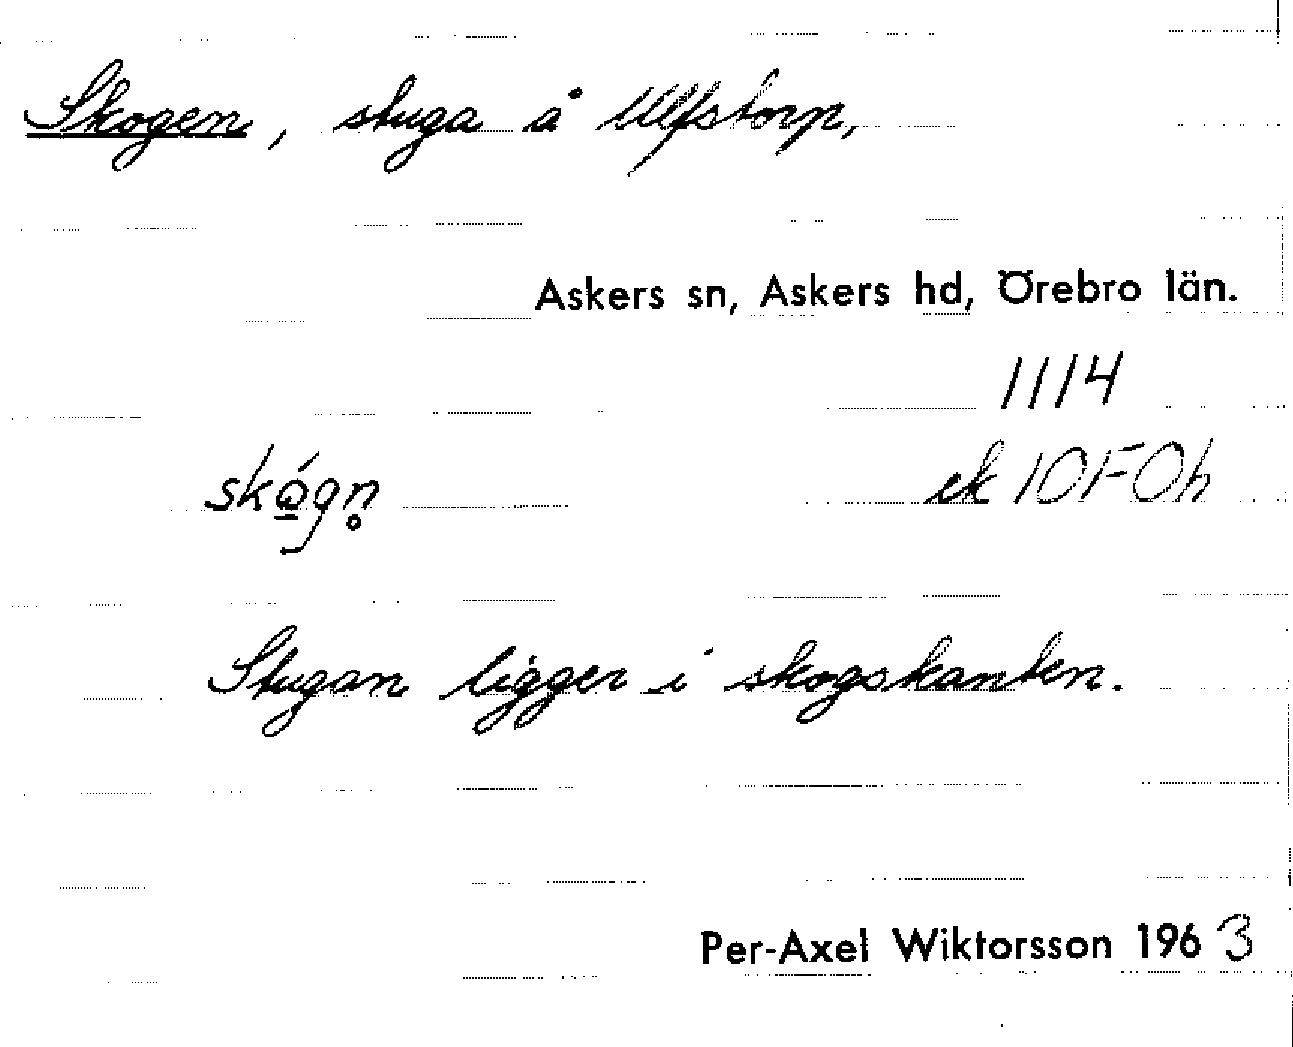 Skogen, stuga å Ulfstorp,
Askers sn, Askers hd, Örebro län.
1114
skó̱gn̥
ek 10F0h
Stugan ligger i skogskanten.
Per-Axel Wiktorsson 1963